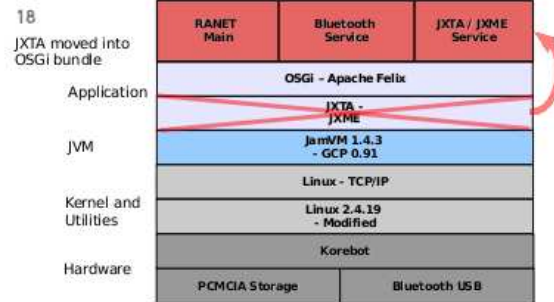 18
JXTA moved into
OSGi bundle
RANET
Main
Bluetooth
Service
JXTA / JXME
Service
Application
OSGi - Apache Felix
JXTA -
JXME
JVM
JamVM 1.4.3
- GCP 0.91
Linux - TCP/IP
Kernel and
Utilities
Linux 2.4.19
- Modified
Korebot
Hardware
PCMCIA Storage
Bluetooth USB